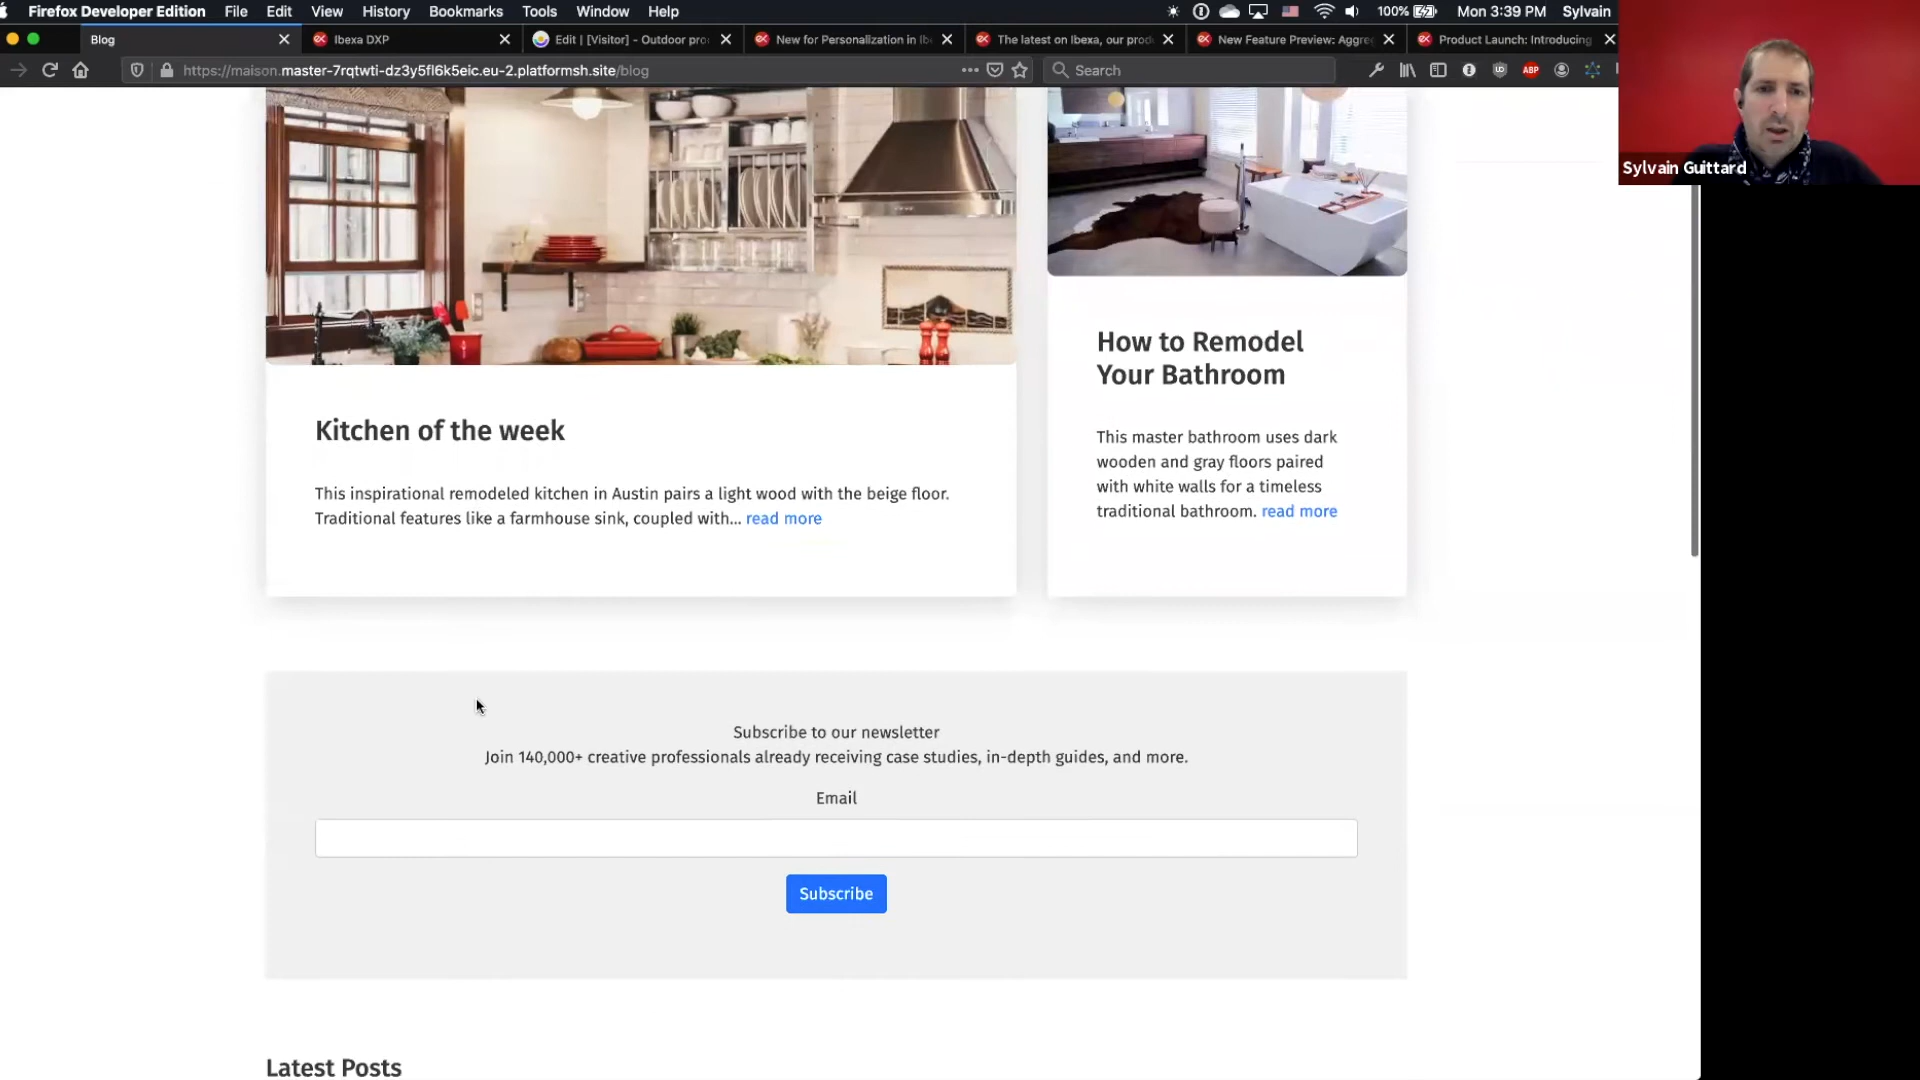 Firefox Developer Edition File Edit View History Bookmarks Tools Window Help 100% Mon 3:39 PM Sylvain
Blog Ibexa DXP Edit | [Visitor] - Outdoor pro New for Personalization in Ib The latest on Ibexa, our prod New Feature Preview: Aggre Product Launch: Introducing
https://maison.master-7rqtwti-dz3y5fl6k5eic.eu-2.platformsh.site/blog Search ABP
Sylvain Guittard
How to Remodel
Your Bathroom
This master bathroom uses dark
wooden and gray floors paired
with white walls for a timeless
traditional bathroom. read more
Kitchen of the week
This inspirational remodeled kitchen in Austin pairs a light wood with the beige floor.
Traditional features like a farmhouse sink, coupled with... read more
Subscribe to our newsletter
Join 140,000+ creative professionals already receiving case studies, in-depth guides, and more.
Email
Subscribe
Latest Posts